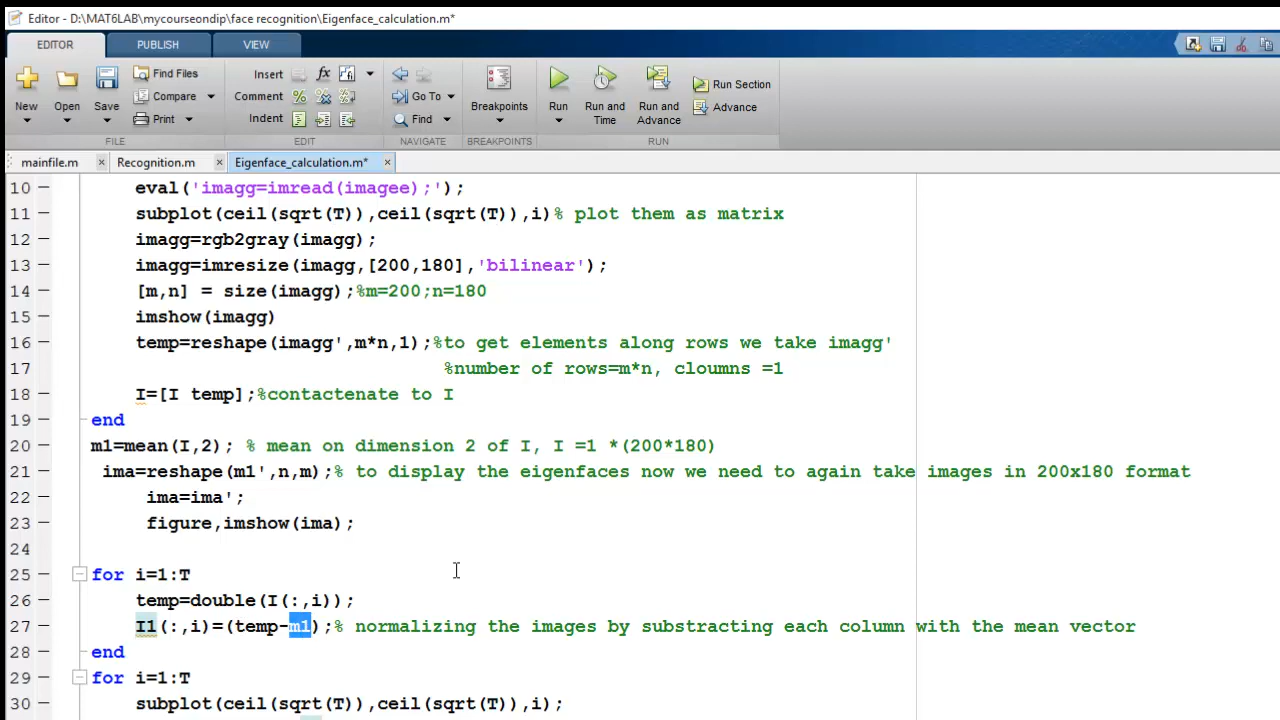 Editor - D:\MAT6LAB\mycourseondip\face recognition\Eigenface_calculation.m*
EDITOR PUBLISH VIEW
New Open Save Find Files Compare Print
Insert fx
Comment %
Indent
Go To Find
Breakpoints
Run Run and Time Run and Advance Run Section Advance
FILE EDIT NAVIGATE BREAKPOINTS RUN
mainfile.m × Recognition.m × Eigenface_calculation.m* ×
10 eval('imagg=imread(imagee);');
11 subplot(ceil(sqrt(T)),ceil(sqrt(T)),i)% plot them as matrix
12 imagg=rgb2gray(imagg);
13 imagg=imresize(imagg,[200,180],'bilinear');
14 [m,n] = size(imagg);%m=200;n=180
15 imshow(imagg)
16 temp=reshape(imagg',m*n,1);%to get elements along rows we take imagg'
17 %number of rows=m*n, cloumns =1
18 I=[I temp];%contactenate to I
19 end
20 m1=mean(I,2); % mean on dimension 2 of I, I =1 *(200*180)
21 ima=reshape(m1',n,m);% to display the eigenfaces now we need to again take images in 200x180 format
22 ima=ima';
23 figure,imshow(ima);
24
25 for i=1:T
26 temp=double(I(:,i));
27 I1(:,i)=(temp-m1);% normalizing the images by substracting each column with the mean vector
28 end
29 for i=1:T
30 subplot(ceil(sqrt(T)),ceil(sqrt(T)),i);